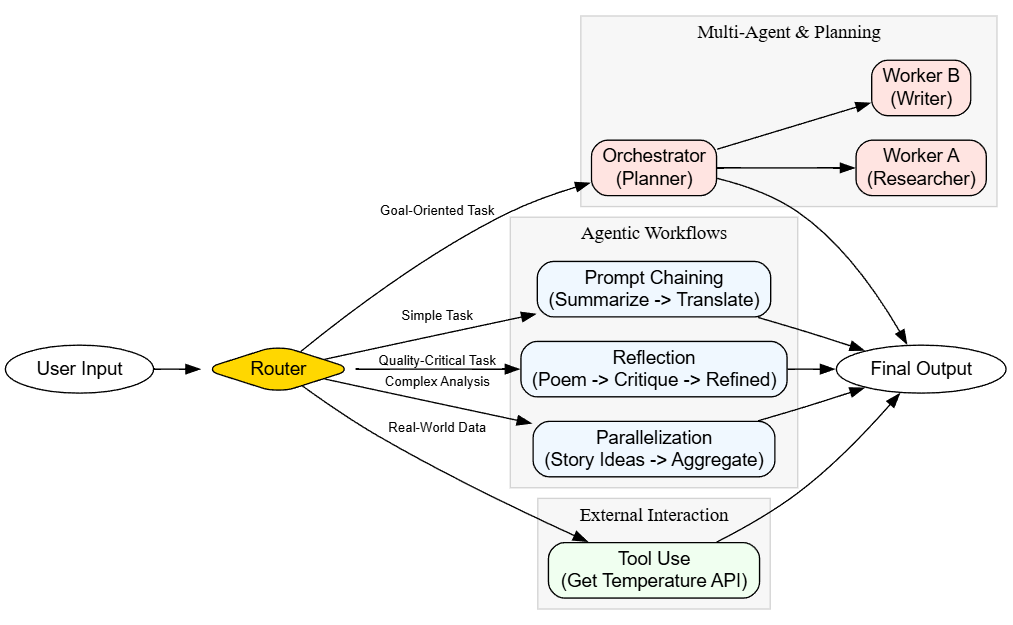 Multi-Agent & Planning
Worker B
(Writer)
Orchestrator
(Planner)
Worker A
(Researcher)
Goal-Oriented Task
Agentic Workflows
Prompt Chaining
(Summarize -> Translate)
Simple Task
User Input
Router
Quality-Critical Task
Complex Analysis
Reflection
(Poem -> Critique -> Refined)
Final Output
Real-World Data
Parallelization
(Story Ideas -> Aggregate)
External Interaction
Tool Use
(Get Temperature API)